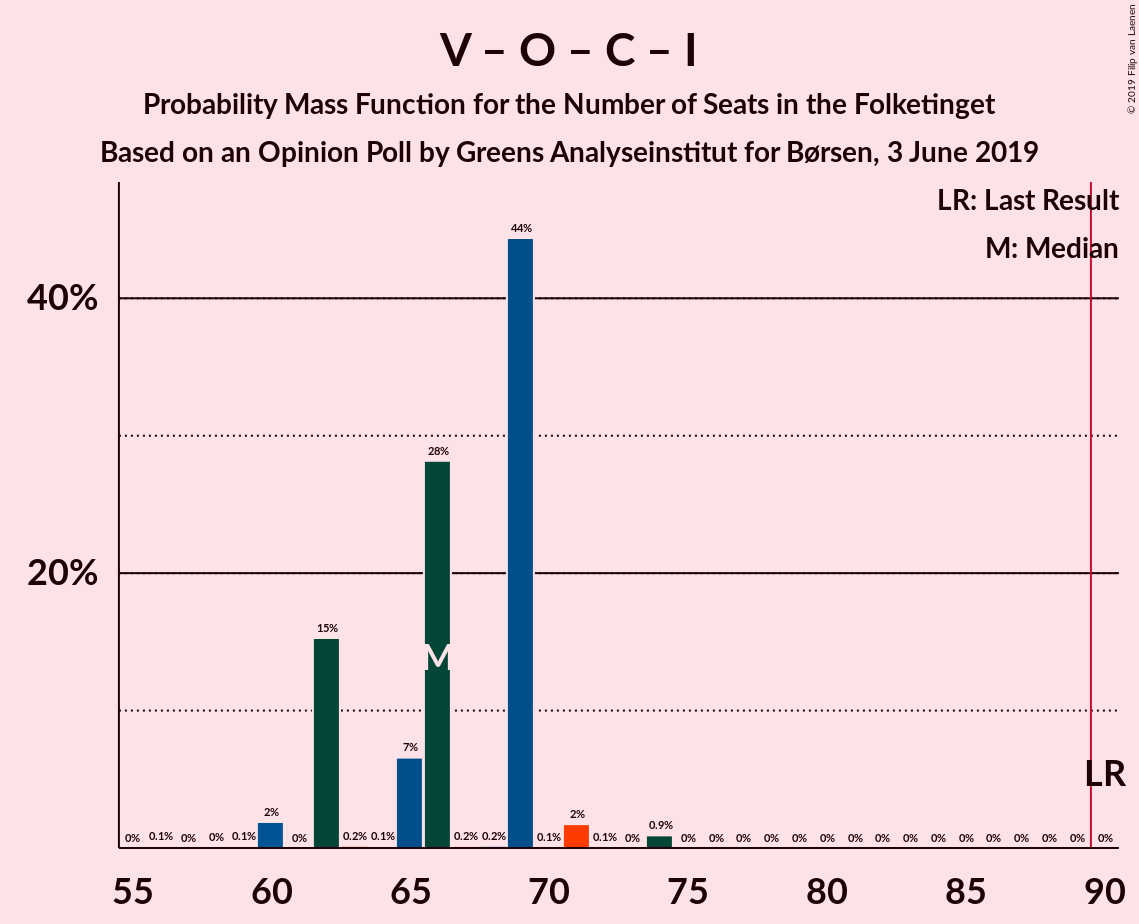 V – O – C – I
Probability Mass Function for the Number of Seats in the Folketinget
Based on an Opinion Poll by Greens Analyseinstitut for Børsen, 3 June 2019
© 2019 Filip van Laenen
LR: Last Result
M: Median
40%
20%
0% 0.1% 0% 0% 0.1% 2% 0% 15% 0.2% 0.1% 7% 28% 0.2% 0.2% 44% 0.1% 2% 0.1% 0% 0.9% 0% 0% 0% 0% 0% 0% 0% 0% 0% 0% 0% 0% 0% 0% 0% 0%
M
LR
55 60 65 70 75 80 85 90